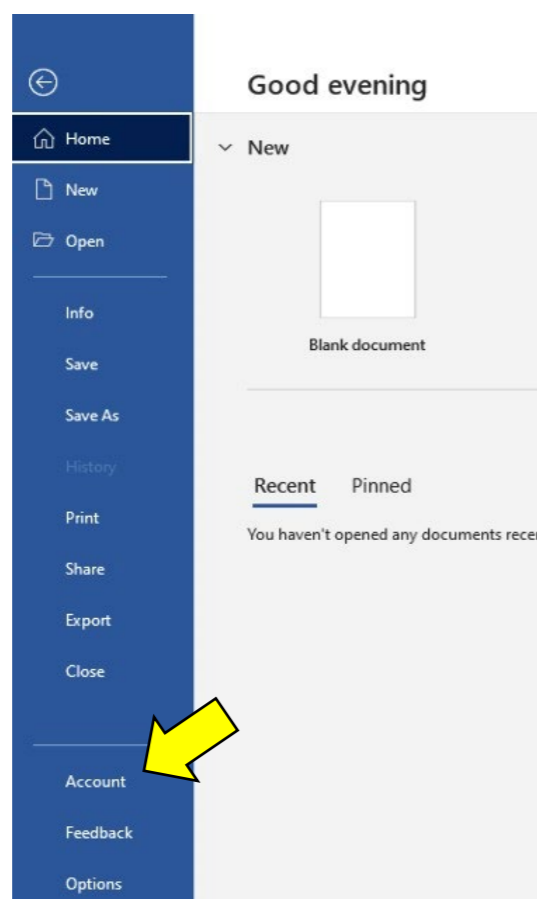 Good evening
Home
New
New
Open
Info
Blank document
Save
Save As
History
Recent Pinned
Print
You haven't opened any documents
Share
Export
Close
Account
Feedback
Options